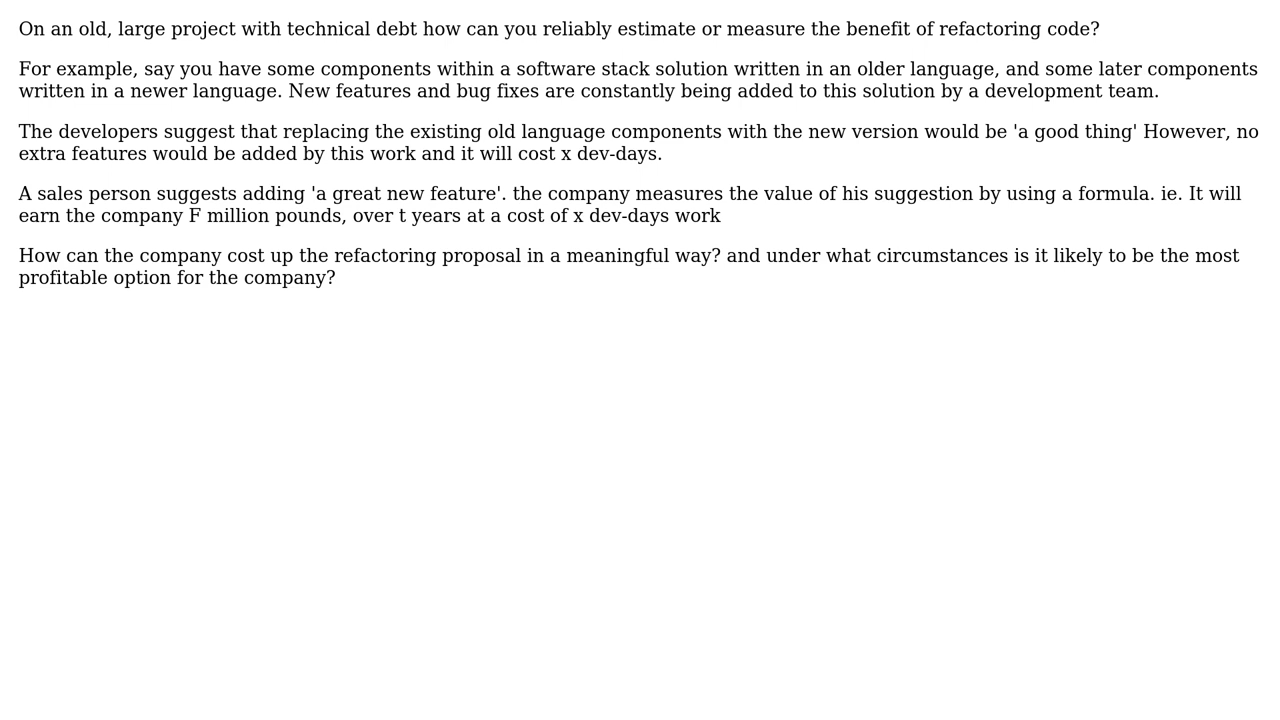 On an old, large project with technical debt how can you reliably estimate or measure the benefit of refactoring code?
For example, say you have some components within a software stack solution written in an older language, and some later components
written in a newer language. New features and bug fixes are constantly being added to this solution by a development team.
The developers suggest that replacing the existing old language components with the new version would be 'a good thing' However, no
extra features would be added by this work and it will cost x dev-days.
A sales person suggests adding 'a great new feature'. the company measures the value of his suggestion by using a formula. ie. It will
earn the company F million pounds, over t years at a cost of x dev-days work
How can the company cost up the refactoring proposal in a meaningful way? and under what circumstances is it likely to be the most
profitable option for the company?